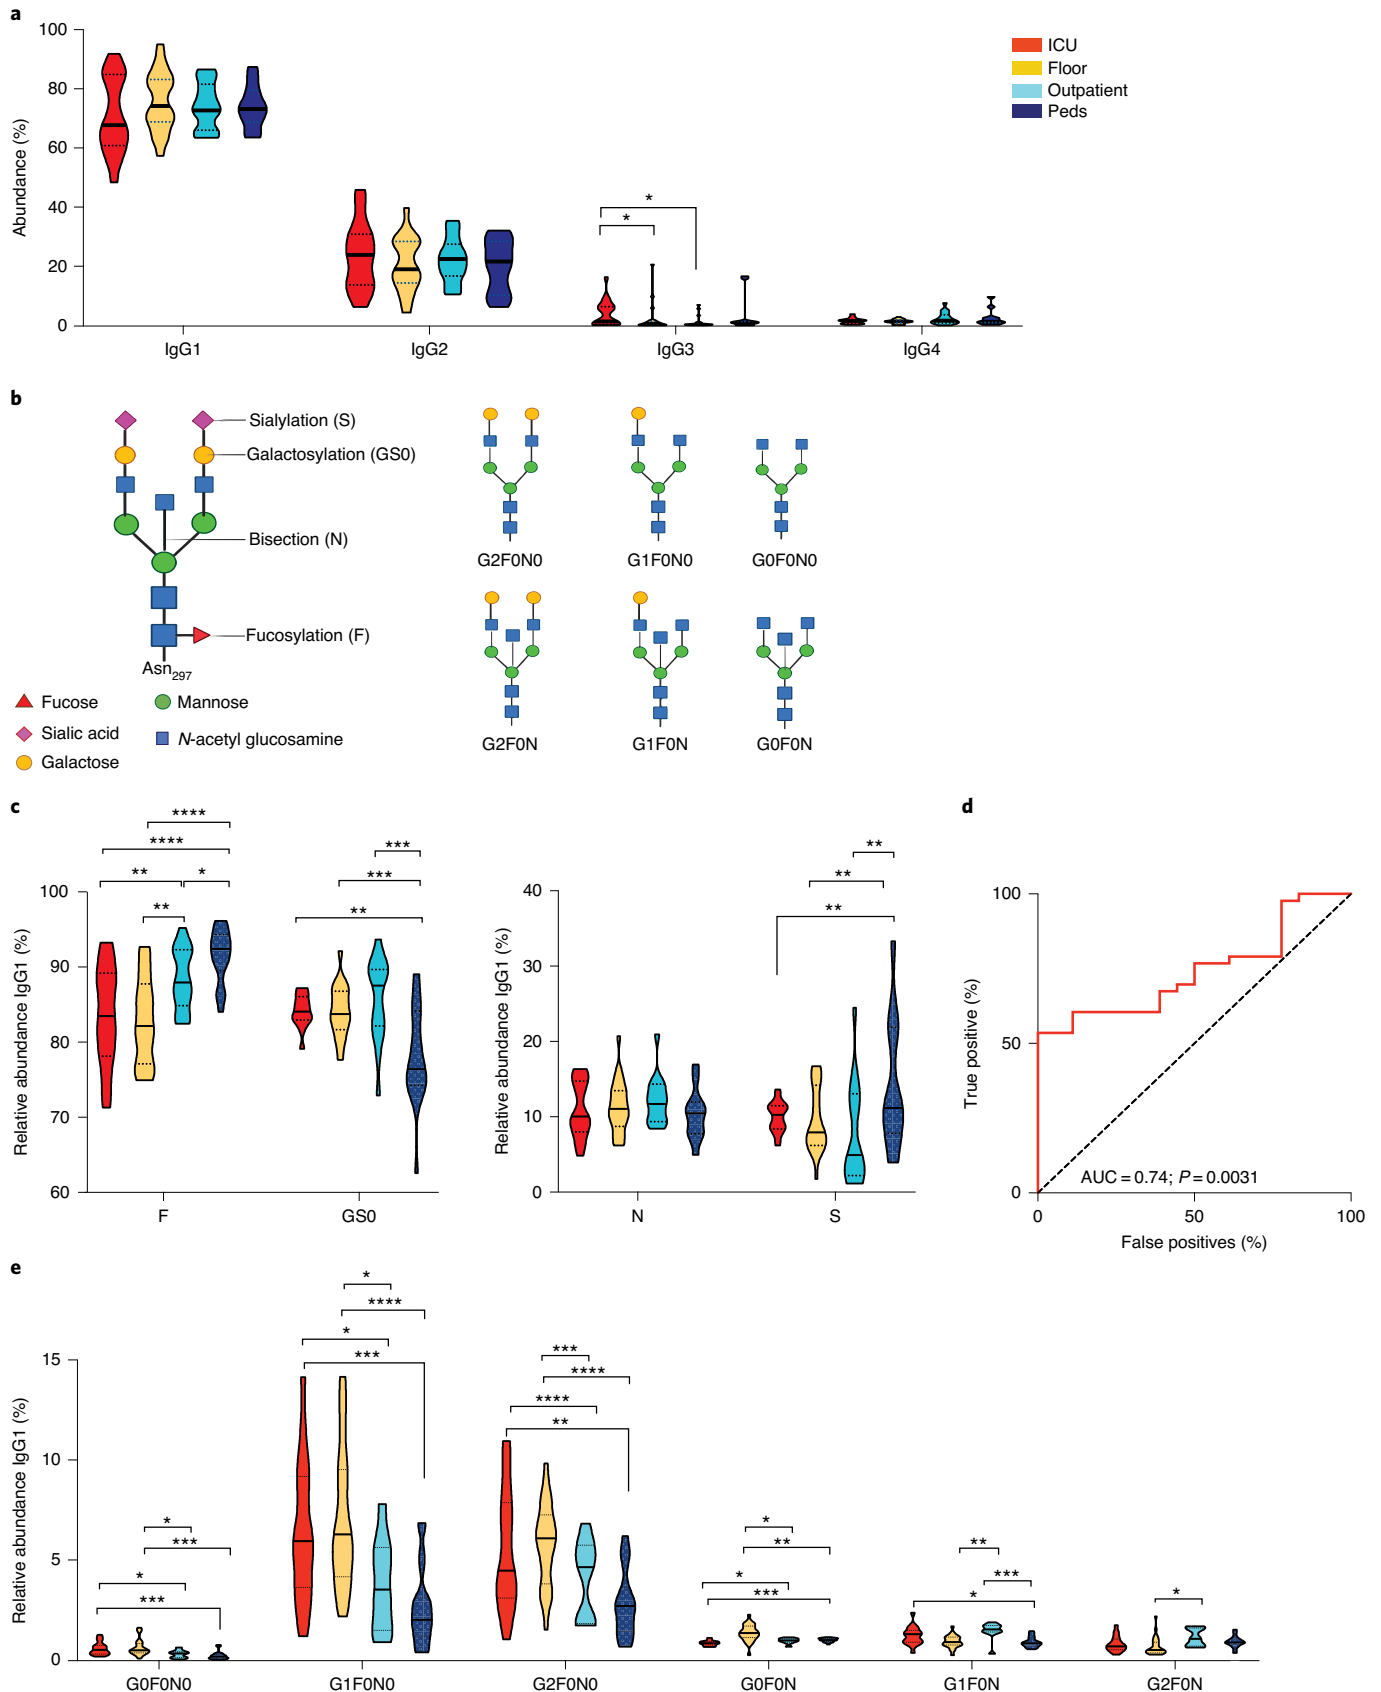 a
100
80
60
40
20
0
Abundance (%)
ICU
Floor
Outpatient
Peds
*
*
IgG1
IgG2
IgG3
IgG4
b
Sialylation (S)
Galactosylation (GS0)
Bisection (N)
Fucosylation (F)
Asn297
Fucose
Mannose
Sialic acid
N-acetyl glucosamine
Galactose
G2F0N0
G1F0N0
G0F0N0
G2F0N
G1F0N
G0F0N
c
100
90
80
70
60
Relative abundance IgG1 (%)
****
****
**
*
**
***
***
**
F
GS0
40
30
20
10
0
Relative abundance IgG1 (%)
**
**
**
N
S
d
100
50
0
True positive (%)
AUC = 0.74; P = 0.0031
0
50
100
False positives (%)
e
15
10
5
0
Relative abundance IgG1 (%)
*
***
*
***
*
****
*
***
***
****
****
**
*
**
*
***
**
***
*
*
G0F0N0
G1F0N0
G2F0N0
G0F0N
G1F0N
G2F0N